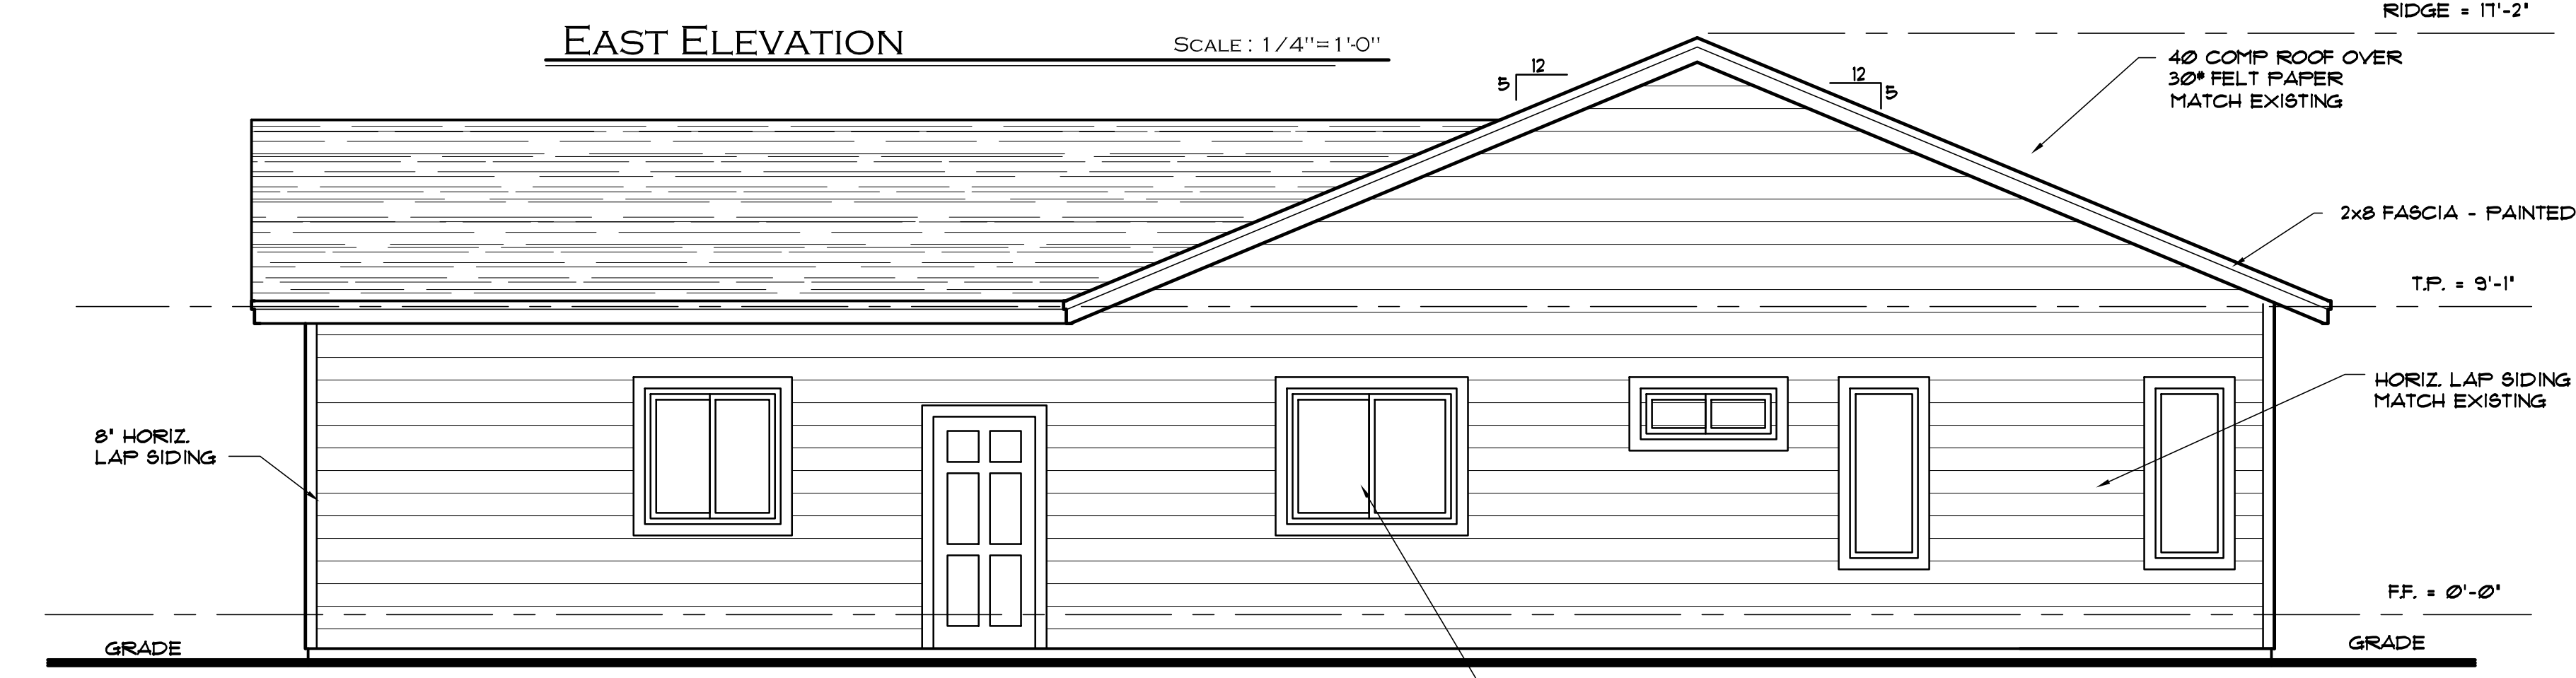 EAST ELEVATION
SCALE : 1/4"=1'-0"
RIDGE = 17'-2"
12
5
12
5
40 COMP ROOF OVER
30# FELT PAPER
MATCH EXISTING
2x8 FASCIA - PAINTED
T.P. = 9'-1"
HORIZ. LAP SIDING
MATCH EXISTING
8" HORIZ.
LAP SIDING
F.F. = 0'-0"
GRADE
GRADE